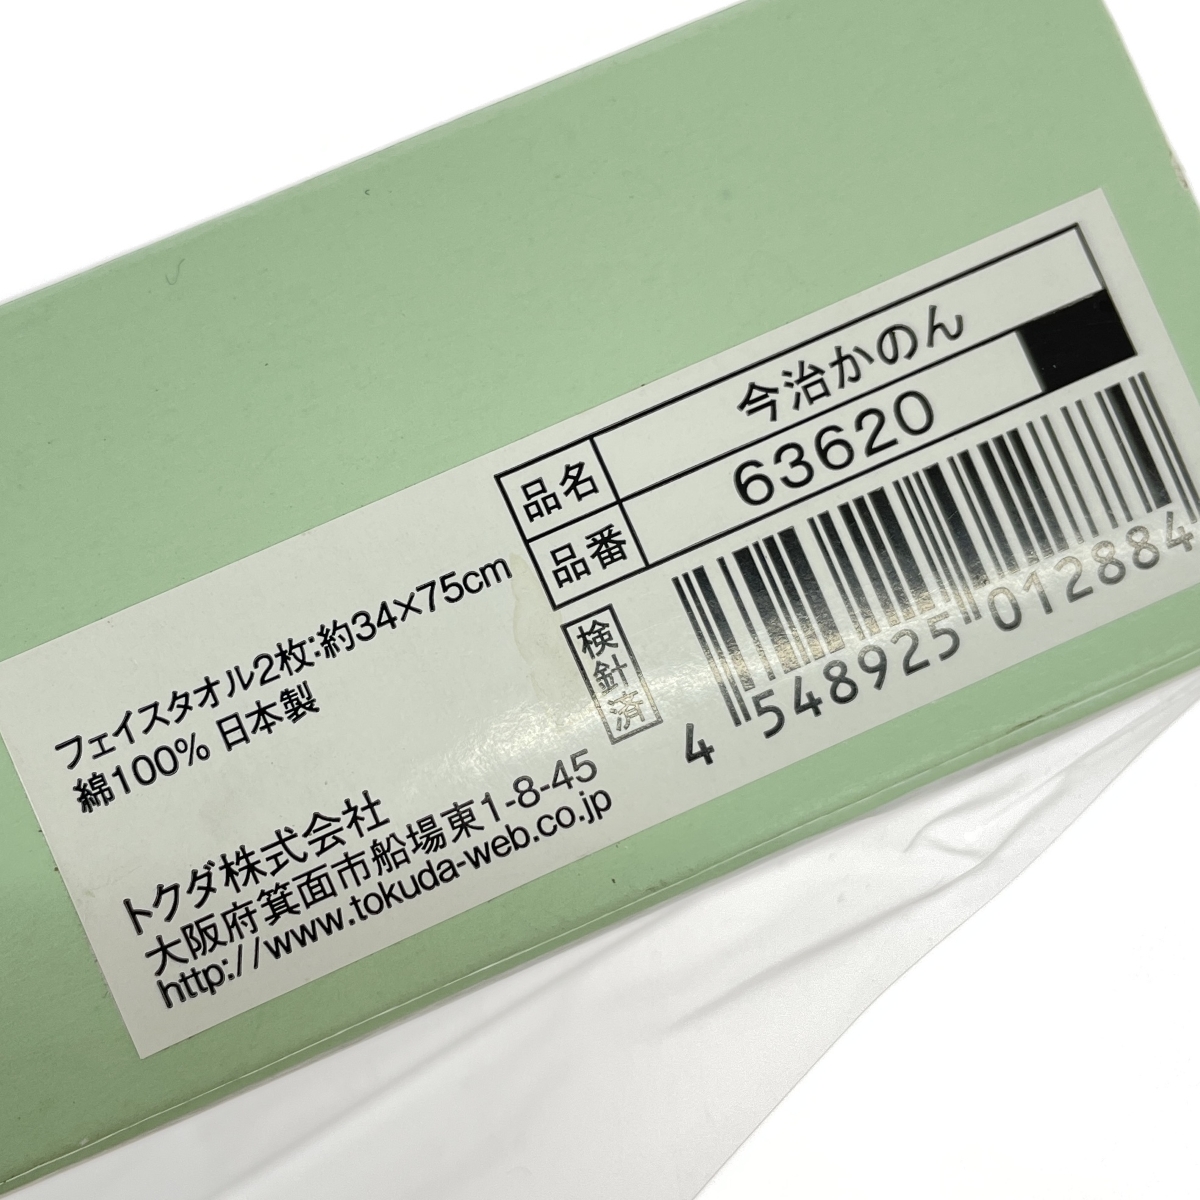 品名 今治かのん
品番 63620
フェイスタオル2枚:約34×75cm
綿100% 日本製
検針済
4 548925 012884
トクダ株式会社
大阪府箕面市船場東1-8-45
http://www.tokuda-web.co.jp